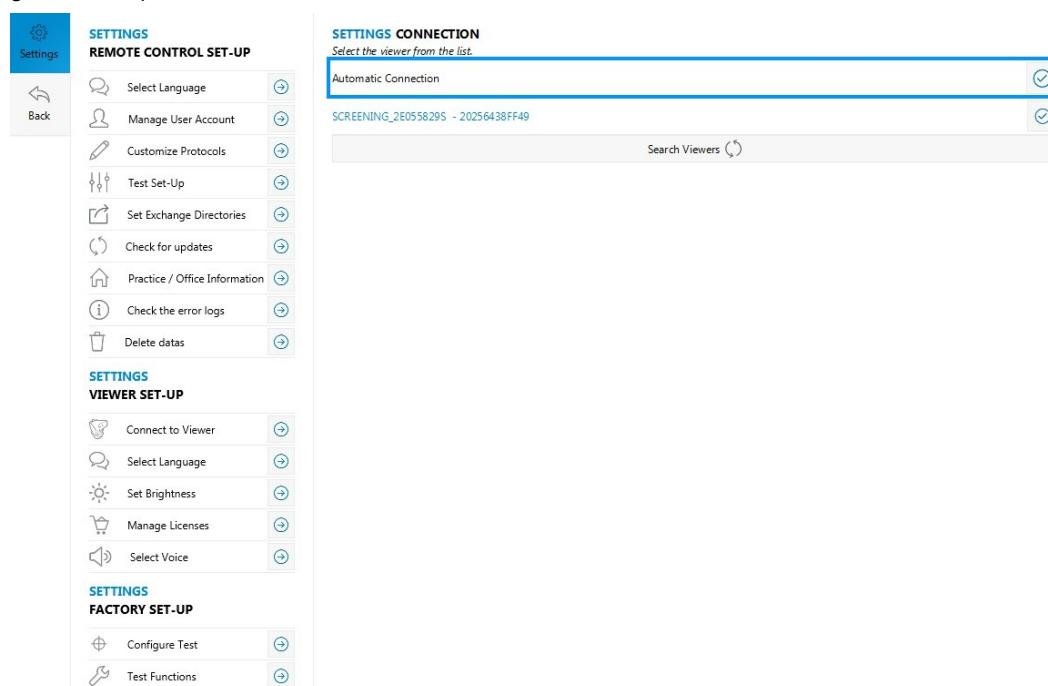 Settings
Back
SETTINGS
REMOTE CONTROL SET-UP
Select Language
Manage User Account
Customize Protocols
Test Set-Up
Set Exchange Directories
Check for updates
Practice / Office Information
Check the error logs
Delete datas
SETTINGS
VIEWER SET-UP
Connect to Viewer
Select Language
Set Brightness
Manage Licenses
Select Voice
SETTINGS
FACTORY SET-UP
Configure Test
Test Functions
SETTINGS CONNECTION
Select the viewer from the list.
Automatic Connection
SCREENING_2E055829S - 20256438FF49
Search Viewers